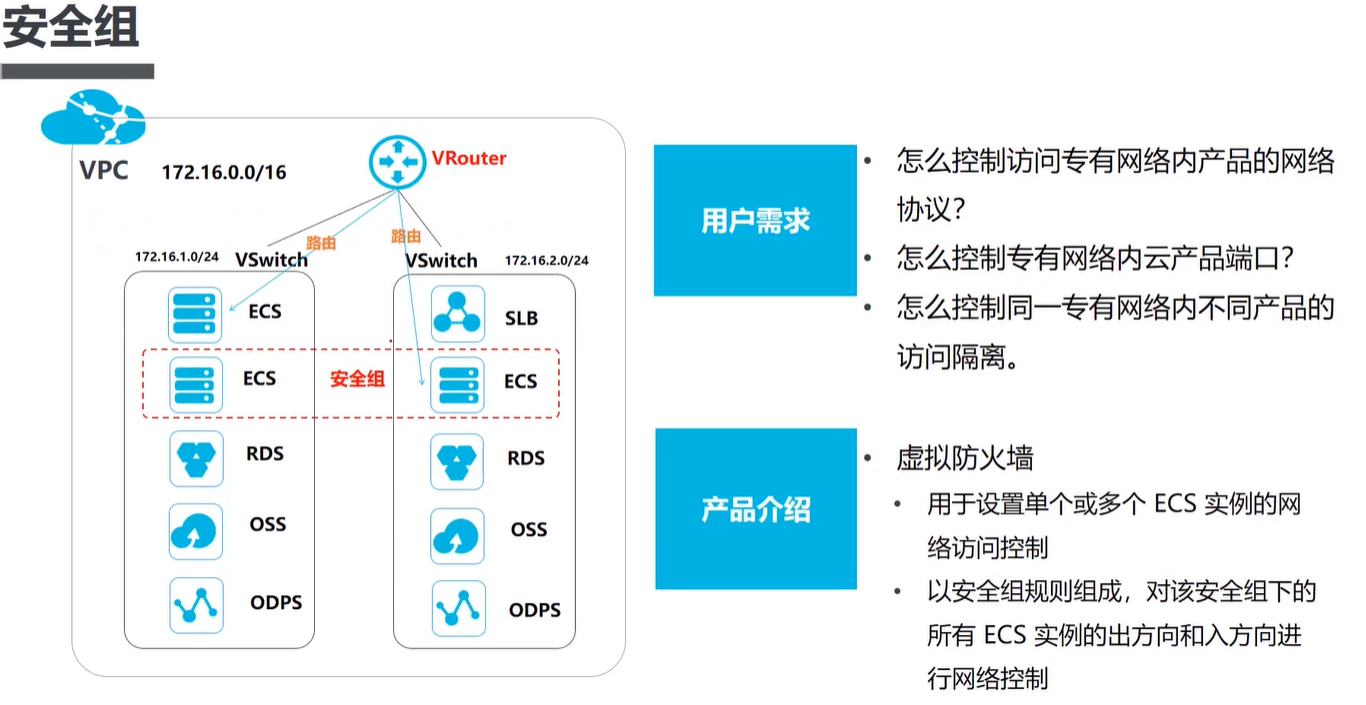 安全组
VPC 172.16.0.0/16
VRouter
路由 路由
172.16.1.0/24 VSwitch
VSwitch 172.16.2.0/24
ECS
ECS
RDS
OSS
ODPS
安全组
SLB
ECS
RDS
OSS
ODPS
用户需求
• 怎么控制访问专有网络内产品的网络
协议？
• 怎么控制专有网络内云产品端口？
• 怎么控制同一专有网络内不同产品的
访问隔离。
产品介绍
• 虚拟防火墙
• 用于设置单个或多个 ECS 实例的网
络访问控制
• 以安全组规则组成，对该安全组下的
所有 ECS 实例的出方向和入方向进
行网络控制